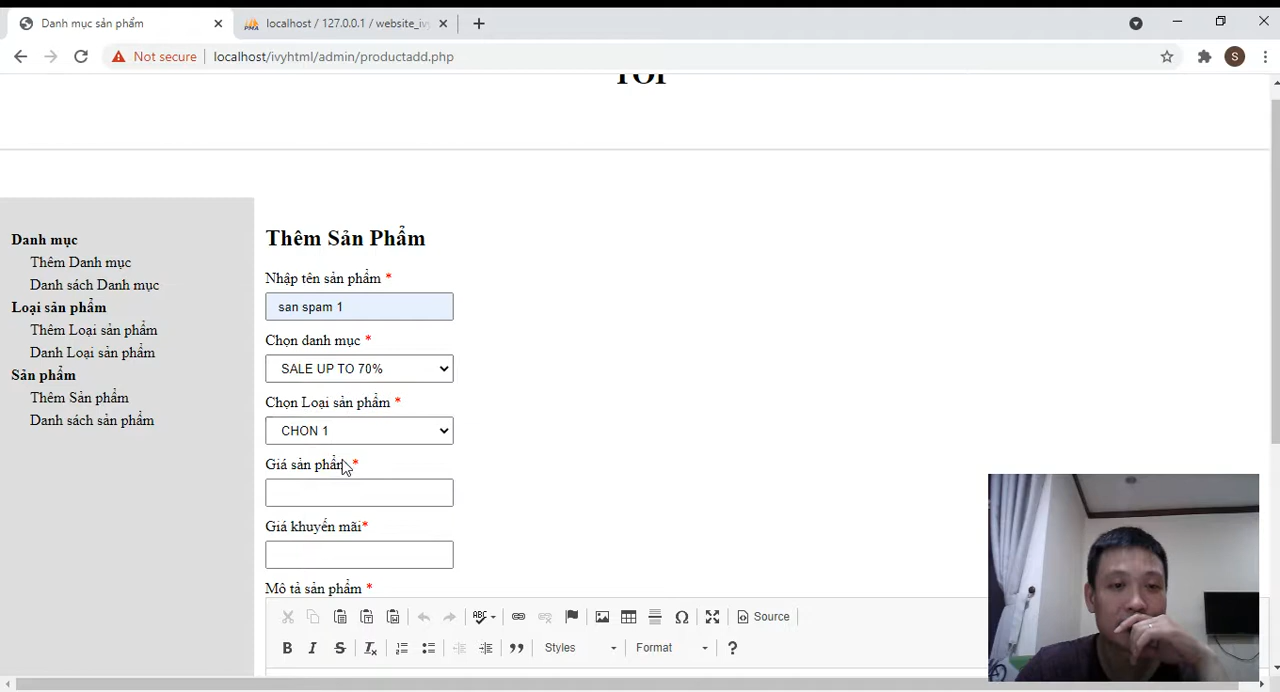 Danh mục sản phẩm
localhost / 127.0.0.1 / website_iv
Not secure
localhost/ivyhtml/admin/productadd.php
S
TOP
Danh mục
Thêm Danh mục
Danh sách Danh mục
Loại sản phẩm
Thêm Loại sản phẩm
Danh Loại sản phẩm
Sản phẩm
Thêm Sản phẩm
Danh sách sản phẩm
Thêm Sản Phẩm
Nhập tên sản phẩm *
san spam 1
Chọn danh mục *
SALE UP TO 70%
Chọn Loại sản phẩm *
CHON 1
Giá sản phẩm *
Giá khuyến mãi*
Mô tả sản phẩm *
Source
B I S Styles Format ?